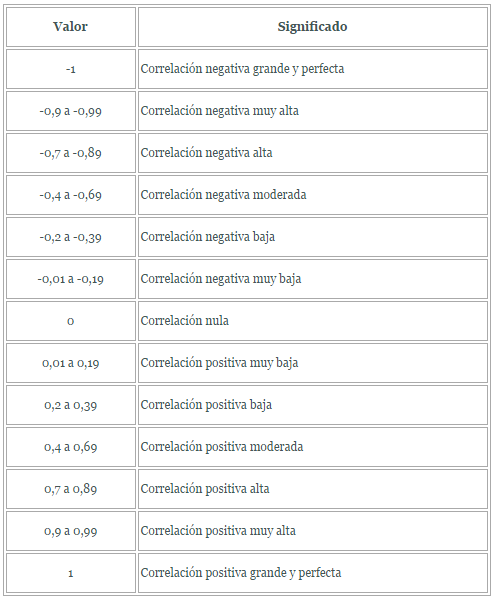 Valor Significado
-1 Correlación negativa grande y perfecta
-0,9 a -0,99 Correlación negativa muy alta
-0,7 a -0,89 Correlación negativa alta
-0,4 a -0,69 Correlación negativa moderada
-0,2 a -0,39 Correlación negativa baja
-0,01 a -0,19 Correlación negativa muy baja
0 Correlación nula
0,01 a 0,19 Correlación positiva muy baja
0,2 a 0,39 Correlación positiva baja
0,4 a 0,69 Correlación positiva moderada
0,7 a 0,89 Correlación positiva alta
0,9 a 0,99 Correlación positiva muy alta
1 Correlación positiva grande y perfecta